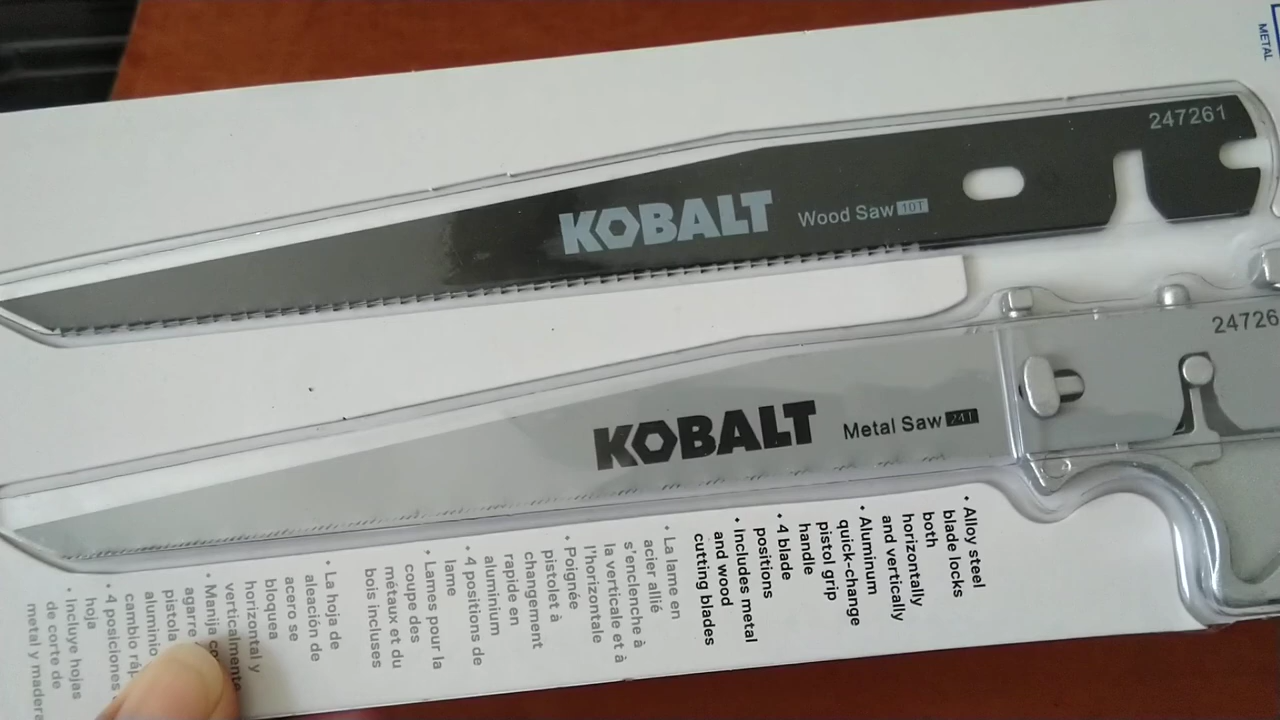 METAL
247261
KOBALT Wood Saw 10T
24726
KOBALT Metal Saw 24T
• Alloy steel
blade locks
both
horizontally
and vertically
• Aluminum
quick-change
pistol grip
handle
• 4 blade
positions
• Includes metal
and wood
cutting blades
• La lame en
acier allié
s'enclenche à
la verticale et à
l'horizontale
• Poignée
pistolet à
changement
rapide en
aluminium
• 4 positions de
lame
• Lames pour la
coupe des
métaux et du
bois incluses
• La hoja de
aleación de
acero se
bloquea
horizontal y
verticalmente
• Manija co
agarre
pistola
aluminio
cambio ráp
• 4 posiciones
hoja
• Incluye hojas
de corte de
metal y madera